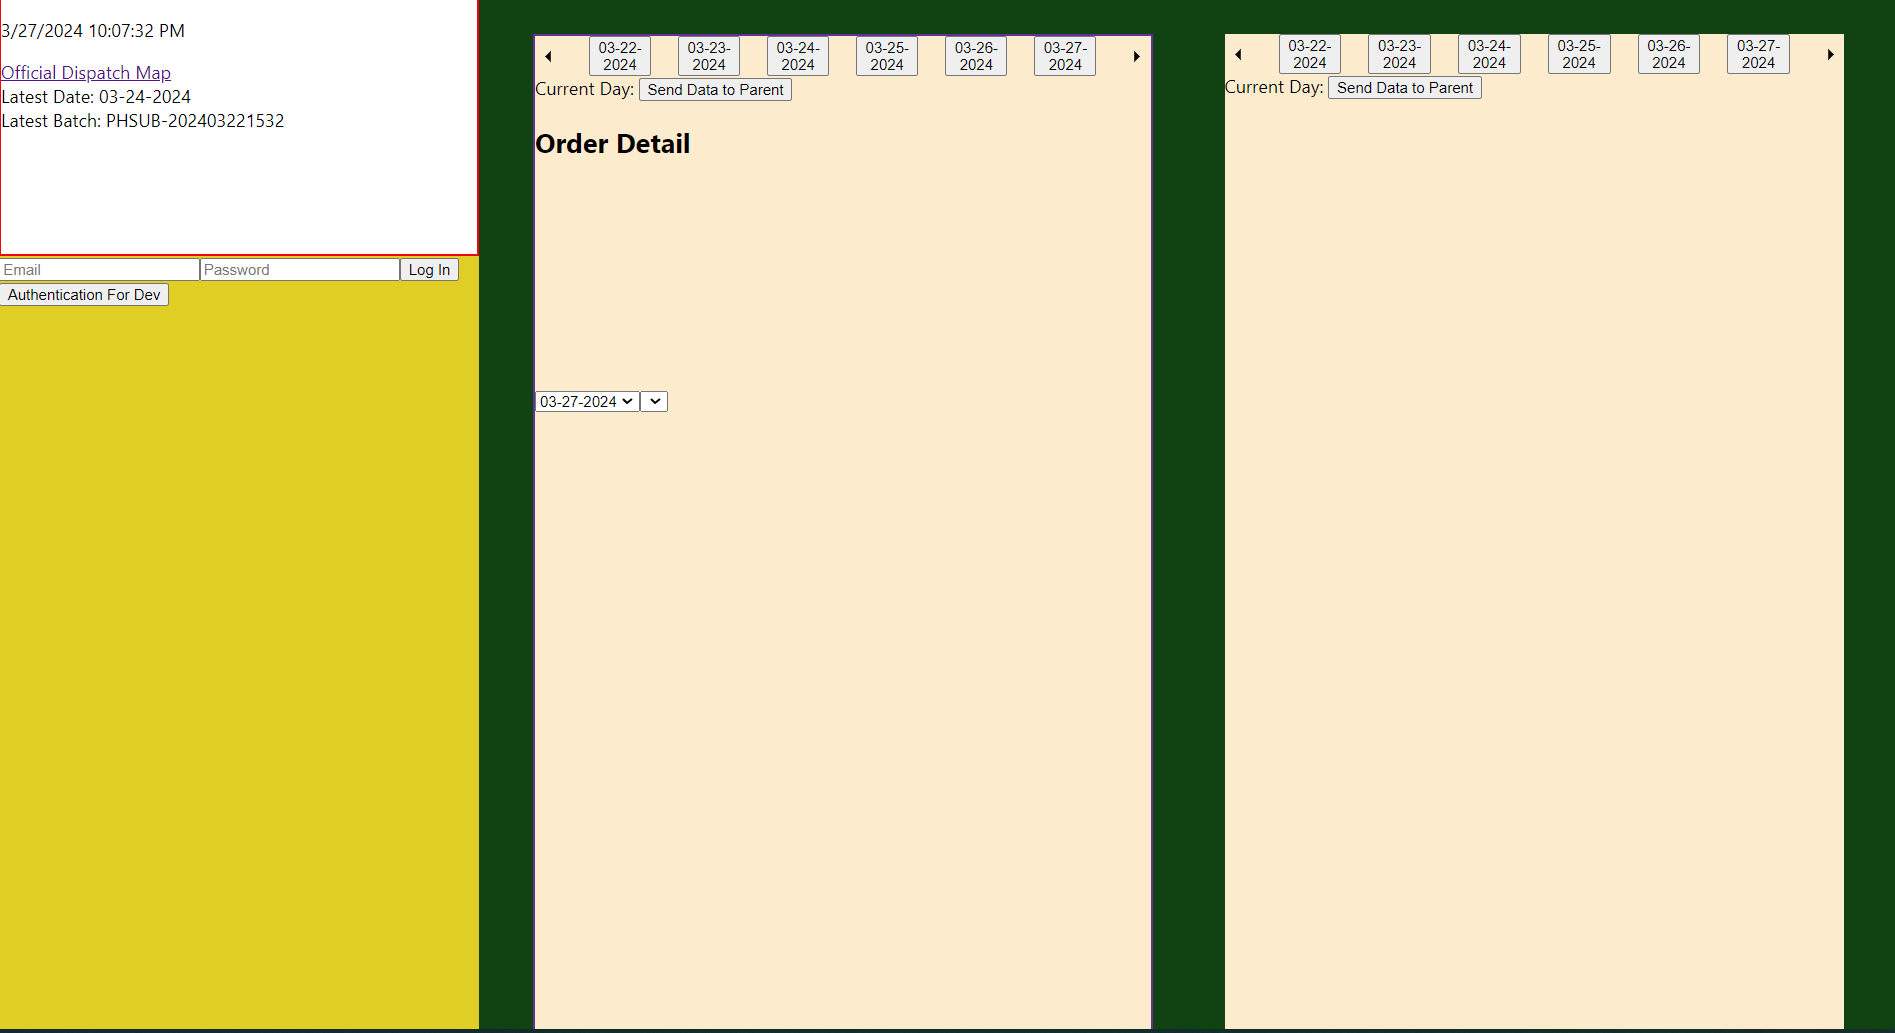 3/27/2024 10:07:32 PM
Official Dispatch Map
Latest Date: 03-24-2024
Latest Batch: PHSUB-202403221532
Email Password Log In
Authentication For Dev
03-22-2024 03-23-2024 03-24-2024 03-25-2024 03-26-2024 03-27-2024
Current Day: Send Data to Parent
Order Detail
03-27-2024
03-22-2024 03-23-2024 03-24-2024 03-25-2024 03-26-2024 03-27-2024
Current Day: Send Data to Parent